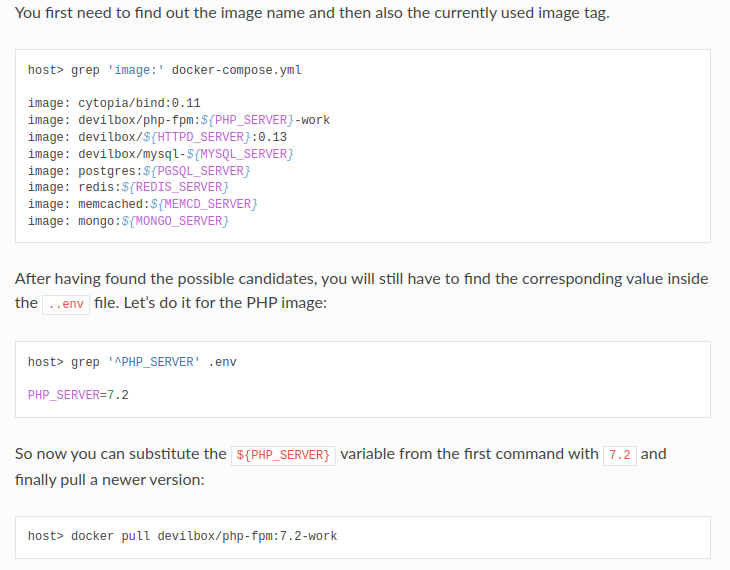 You first need to find out the image name and then also the currently used image tag.
host> grep 'image:' docker-compose.yml
image: cytopia/bind:0.11
image: devilbox/php-fpm:${PHP_SERVER}-work
image: devilbox/${HTTPD_SERVER}:0.13
image: devilbox/mysql-${MYSQL_SERVER}
image: postgres:${PGSQL_SERVER}
image: redis:${REDIS_SERVER}
image: memcached:${MEMCD_SERVER}
image: mongo:${MONGO_SERVER}
After having found the possible candidates, you will still have to find the corresponding value inside
the ..env file. Let’s do it for the PHP image:
host> grep '^PHP_SERVER' .env
PHP_SERVER=7.2
So now you can substitute the ${PHP_SERVER} variable from the first command with 7.2 and
finally pull a newer version:
host> docker pull devilbox/php-fpm:7.2-work